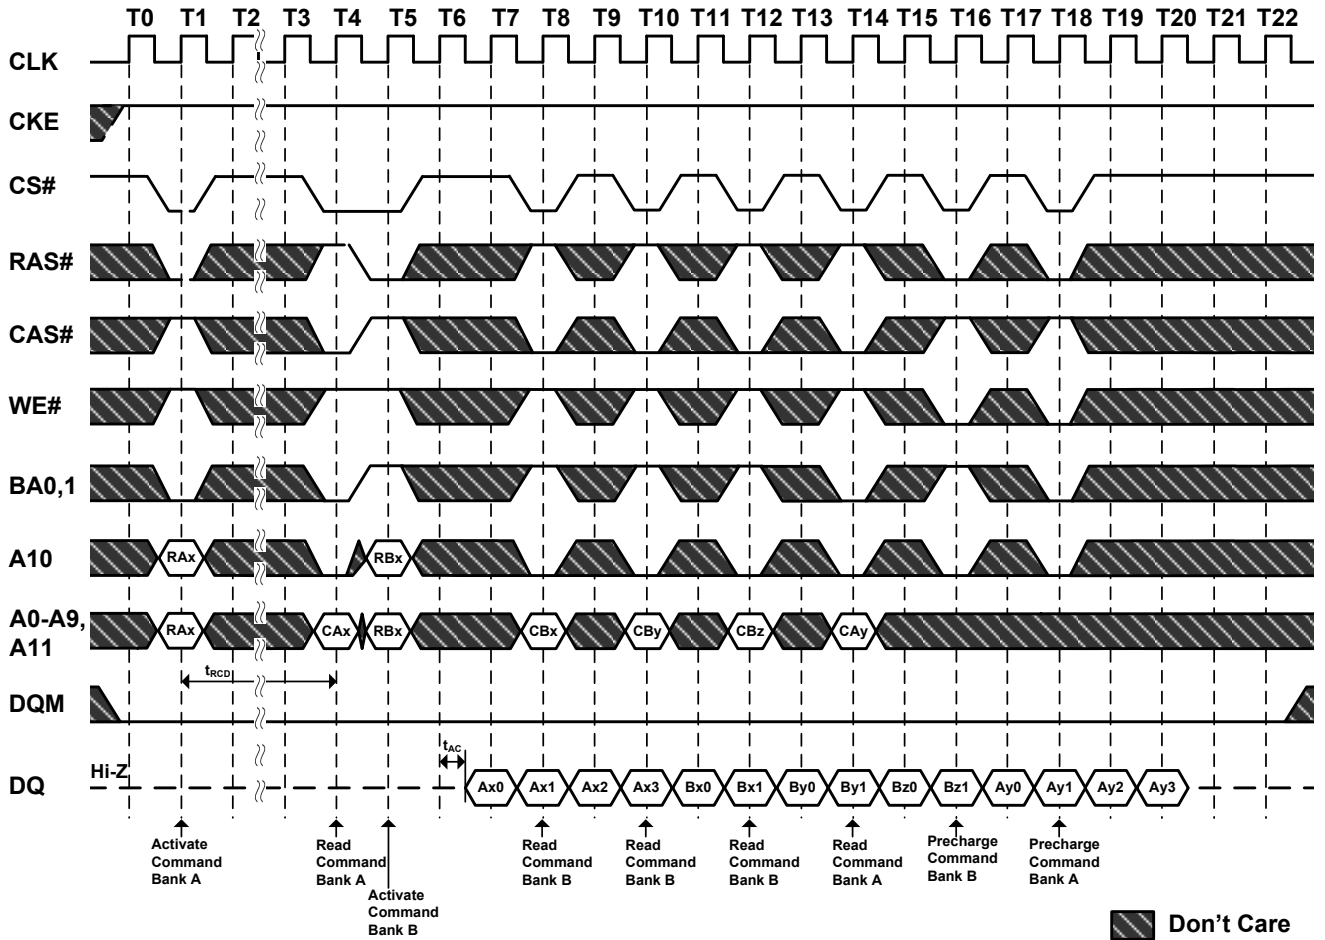 T0 T1 T2 T3 T4 T5 T6 T7 T8 T9 T10 T11 T12 T13 T14 T15 T16 T17 T18 T19 T20 T21 T22
CLK
CKE
CS#
RAS#
CAS#
WE#
BA0,1
A10
RAx RBx
A0-A9,
A11
RAx CAx RBx CBx CBy CBz CAy
tRCD
DQM
tAC
Hi-Z
DQ
Ax0 Ax1 Ax2 Ax3 Bx0 Bx1 By0 By1 Bz0 Bz1 Ay0 Ay1 Ay2 Ay3
Activate
Command
Bank A
Read
Command
Bank A
Activate
Command
Bank B
Read
Command
Bank B
Read
Command
Bank B
Read
Command
Bank B
Read
Command
Bank A
Precharge
Command
Bank B
Precharge
Command
Bank A
Don't Care